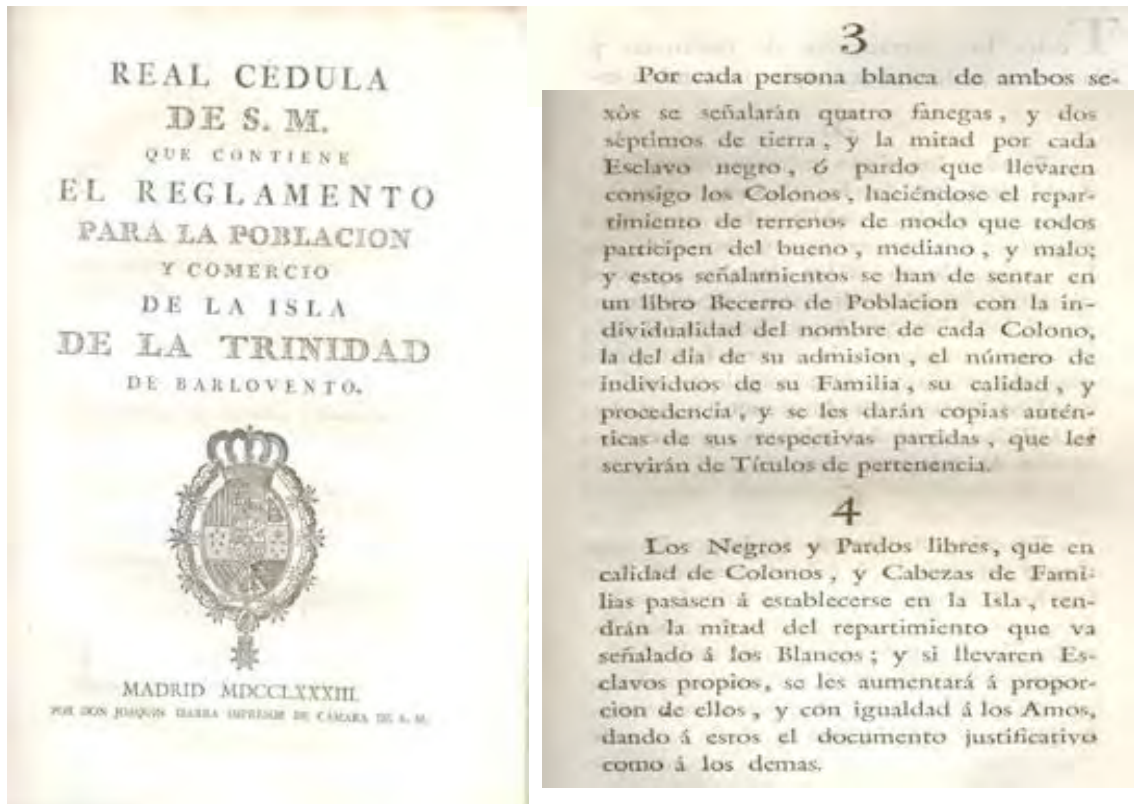 REAL CEDULA
DE S. M.
QUE CONTIENE
EL REGLAMENTO
PARA LA POBLACION
Y COMERCIO
DE LA ISLA
DE LA TRINIDAD
DE BARLOVENTO.
MADRID MDCCLXXXIII.
POR DON JOAQUIN IBARRA IMPRESOR DE CAMARA DE S. M.
3
Por cada persona blanca de ambos se-
xôs se señalarán quatro fanegas, y dos
séptimos de tierra, y la mitad por cada
Esclavo negro, ó pardo que llevaren
consigo los Colonos, haciéndose el repar-
timiento de terrenos de modo que todos
participen del bueno, mediano, y malo;
y estos señalamientos se han de sentar en
un libro Becerro de Poblacion con la in-
dividualidad del nombre de cada Colono,
la del dia de su admision, el número de
individuos de su Familia, su calidad, y
procedencia, y se les darán copias autén-
ticas de sus respectivas partidas, que les
servirán de Títulos de pertenencia.
4
Los Negros y Pardos libres, que en
calidad de Colonos, y Cabezas de Fami-
lias pasasen á establecerse en la Isla, ten-
drán la mitad del repartimiento que va
señalado á los Blancos; y si llevaren Es-
clavos propios, se les aumentará á propor-
cion de ellos, y con igualdad á los Amos,
dando á estos el documento justificativo
como á los demas.